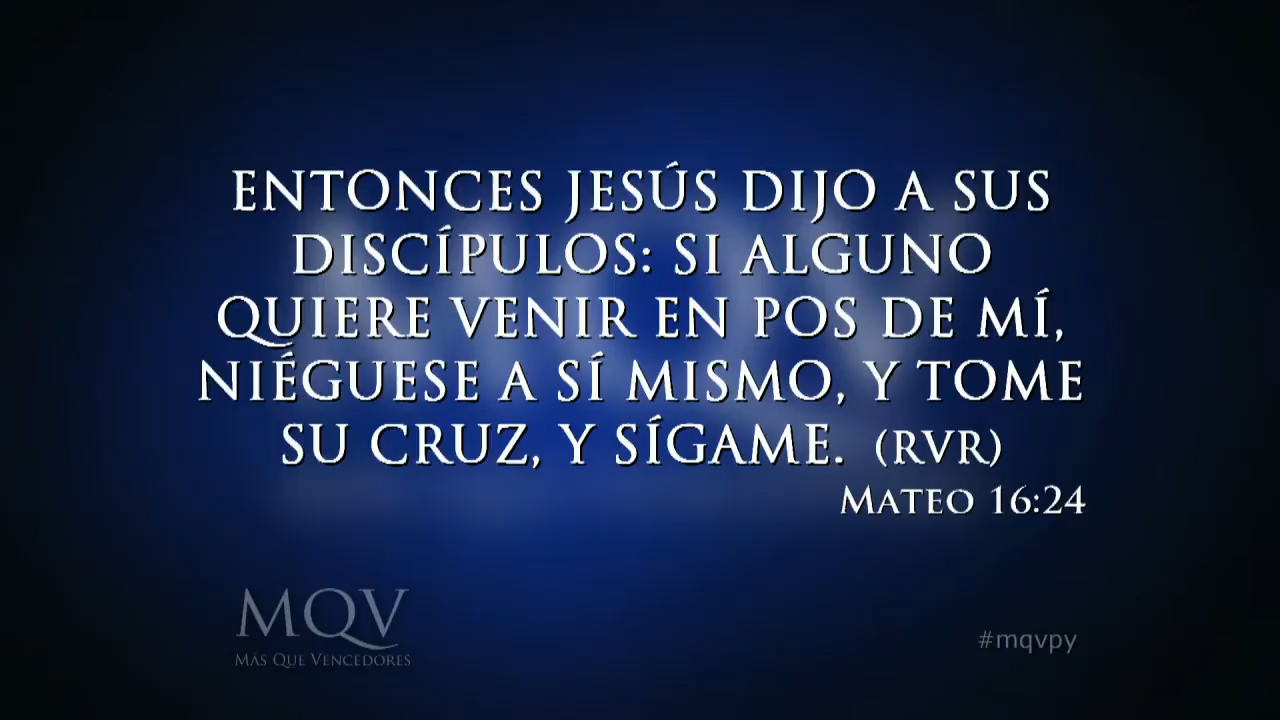 ENTONCES JESÚS DIJO A SUS
DISCÍPULOS: SI ALGUNO
QUIERE VENIR EN POS DE MÍ,
NIÉGUESE A SÍ MISMO, Y TOME
SU CRUZ, Y SÍGAME. (RVR)
MATEO 16:24
MQV
MÁS QUE VENCEDORES
#mqvpy